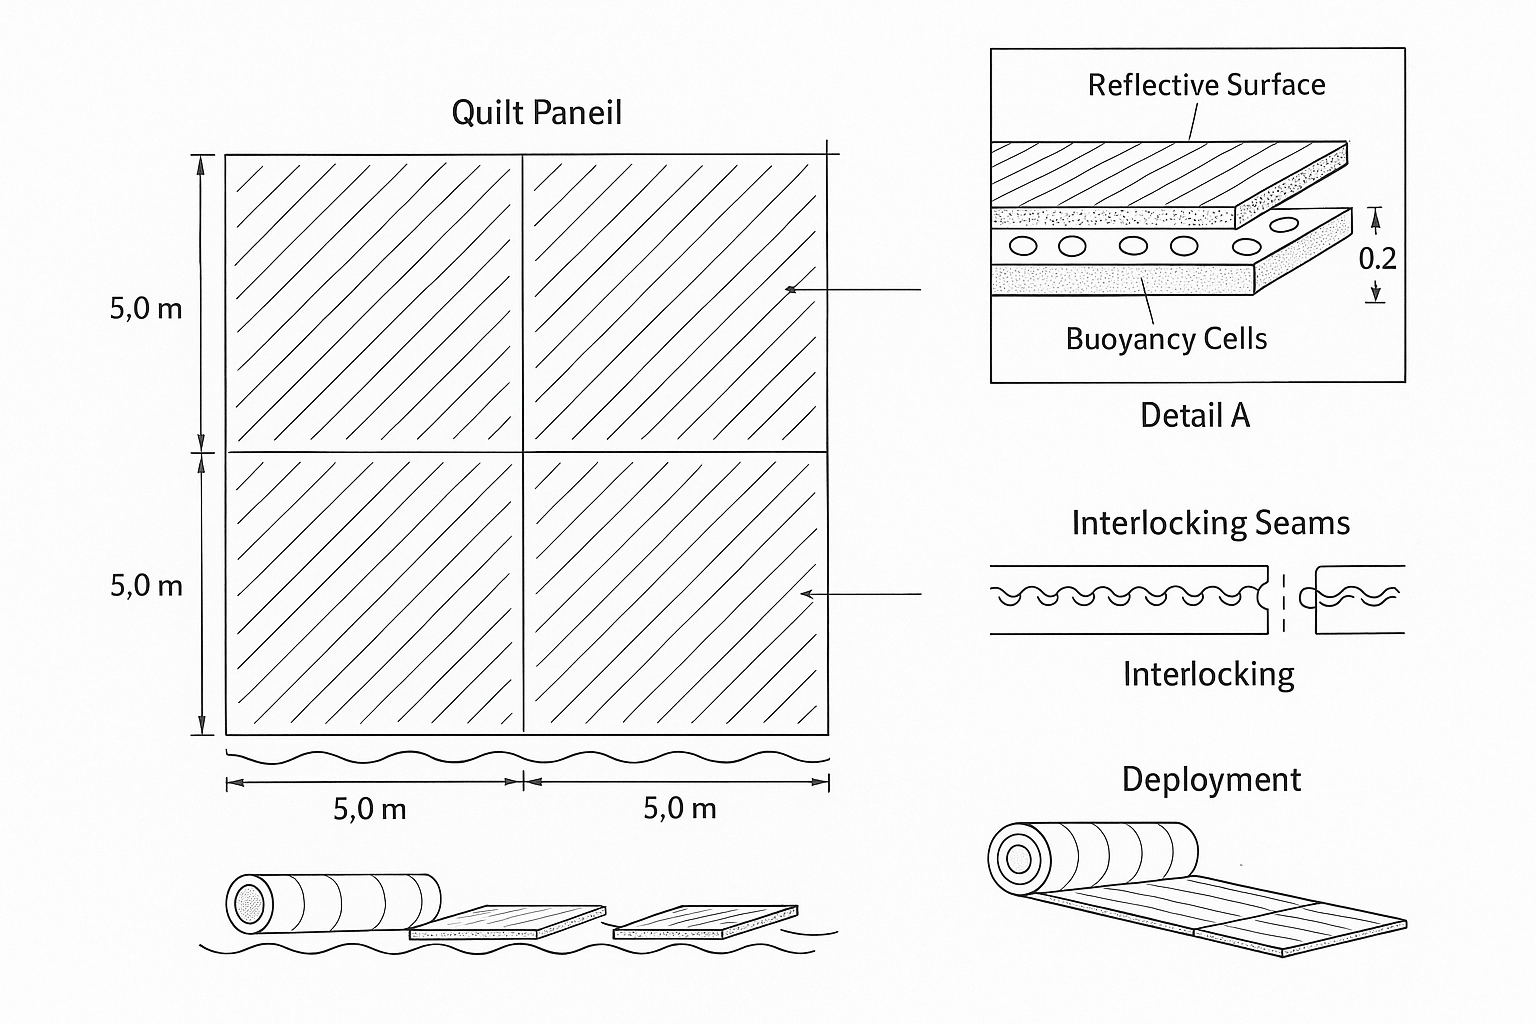 Quilt Paneil
5,0 m
5,0 m
5,0 m
5,0 m
Reflective Surface
0.2
Buoyancy Cells
Detail A
Interlocking Seams
Interlocking
Deployment